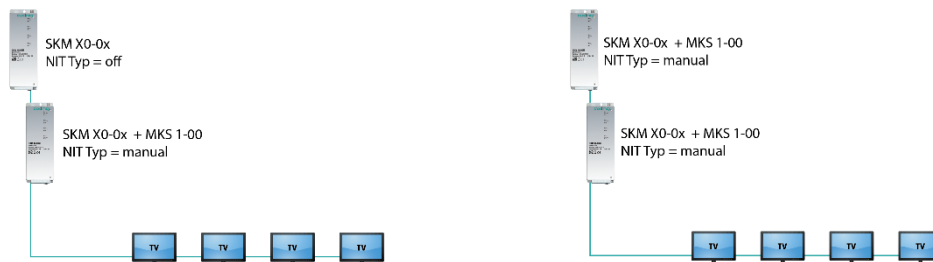 SKM X0-0x
NIT Typ = off
SKM X0-0x + MKS 1-00
NIT Typ = manual
TV
TV
TV
TV
SKM X0-0x + MKS 1-00
NIT Typ = manual
SKM X0-0x + MKS 1-00
NIT Typ = manual
TV
TV
TV
TV